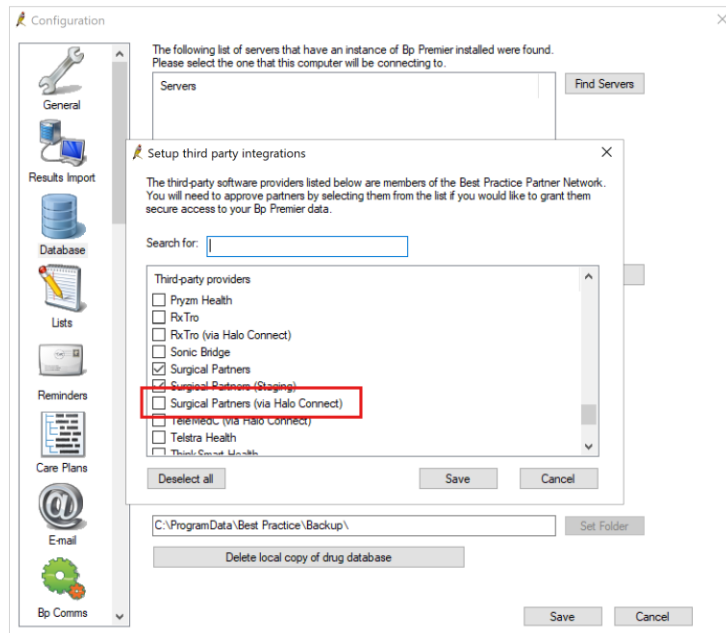 Configuration
General
Results Import
Database
Lists
Reminders
Care Plans
E-mail
Bp Comms
The following list of servers that have an instance of Bp Premier installed were found.
Please select the one that this computer will be connecting to.
Servers
Find Servers
Setup third party integrations
The third-party software providers listed below are members of the Best Practice Partner Network.
You will need to approve partners by selecting them from the list if you would like to grant them
secure access to your Bp Premier data.
Search for:
Third-party providers
Pryzm Health
RxTro
RxTro (via Halo Connect)
Sonic Bridge
Surgical Partners
Surgical Partners (Staging)
Surgical Partners (via Halo Connect)
TeleMedC (via Halo Connect)
Telstra Health
ThinkSmart Health
Deselect all
Save
Cancel
C:\ProgramData\Best Practice\Backup\
Set Folder
Delete local copy of drug database
Save
Cancel